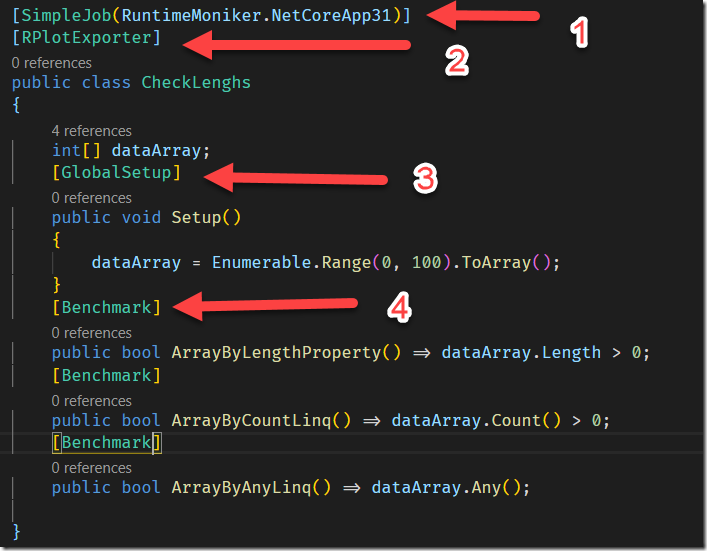 [SimpleJob(RuntimeMoniker.NetCoreApp31)] 1
[RPlotExporter] 2
0 references
public class CheckLenghs
{
4 references
int[] dataArray;
[GlobalSetup] 3
0 references
public void Setup()
{
dataArray = Enumerable.Range(0, 100).ToArray();
}
[Benchmark] 4
0 references
public bool ArrayByLengthProperty() => dataArray.Length > 0;
[Benchmark]
0 references
public bool ArrayByCountLinq() => dataArray.Count() > 0;
[Benchmark]
0 references
public bool ArrayByAnyLinq() => dataArray.Any();
}